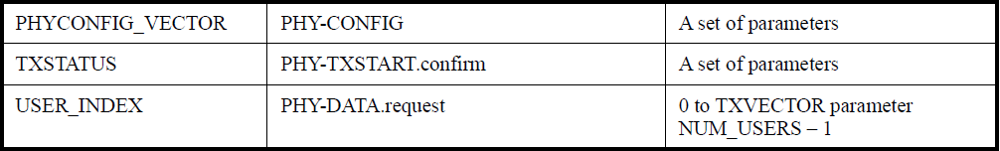 PHYCONFIG_VECTOR PHY-CONFIG A set of parameters
TXSTATUS PHY-TXSTART.confirm A set of parameters
USER_INDEX PHY-DATA.request 0 to TXVECTOR parameter
NUM_USERS – 1